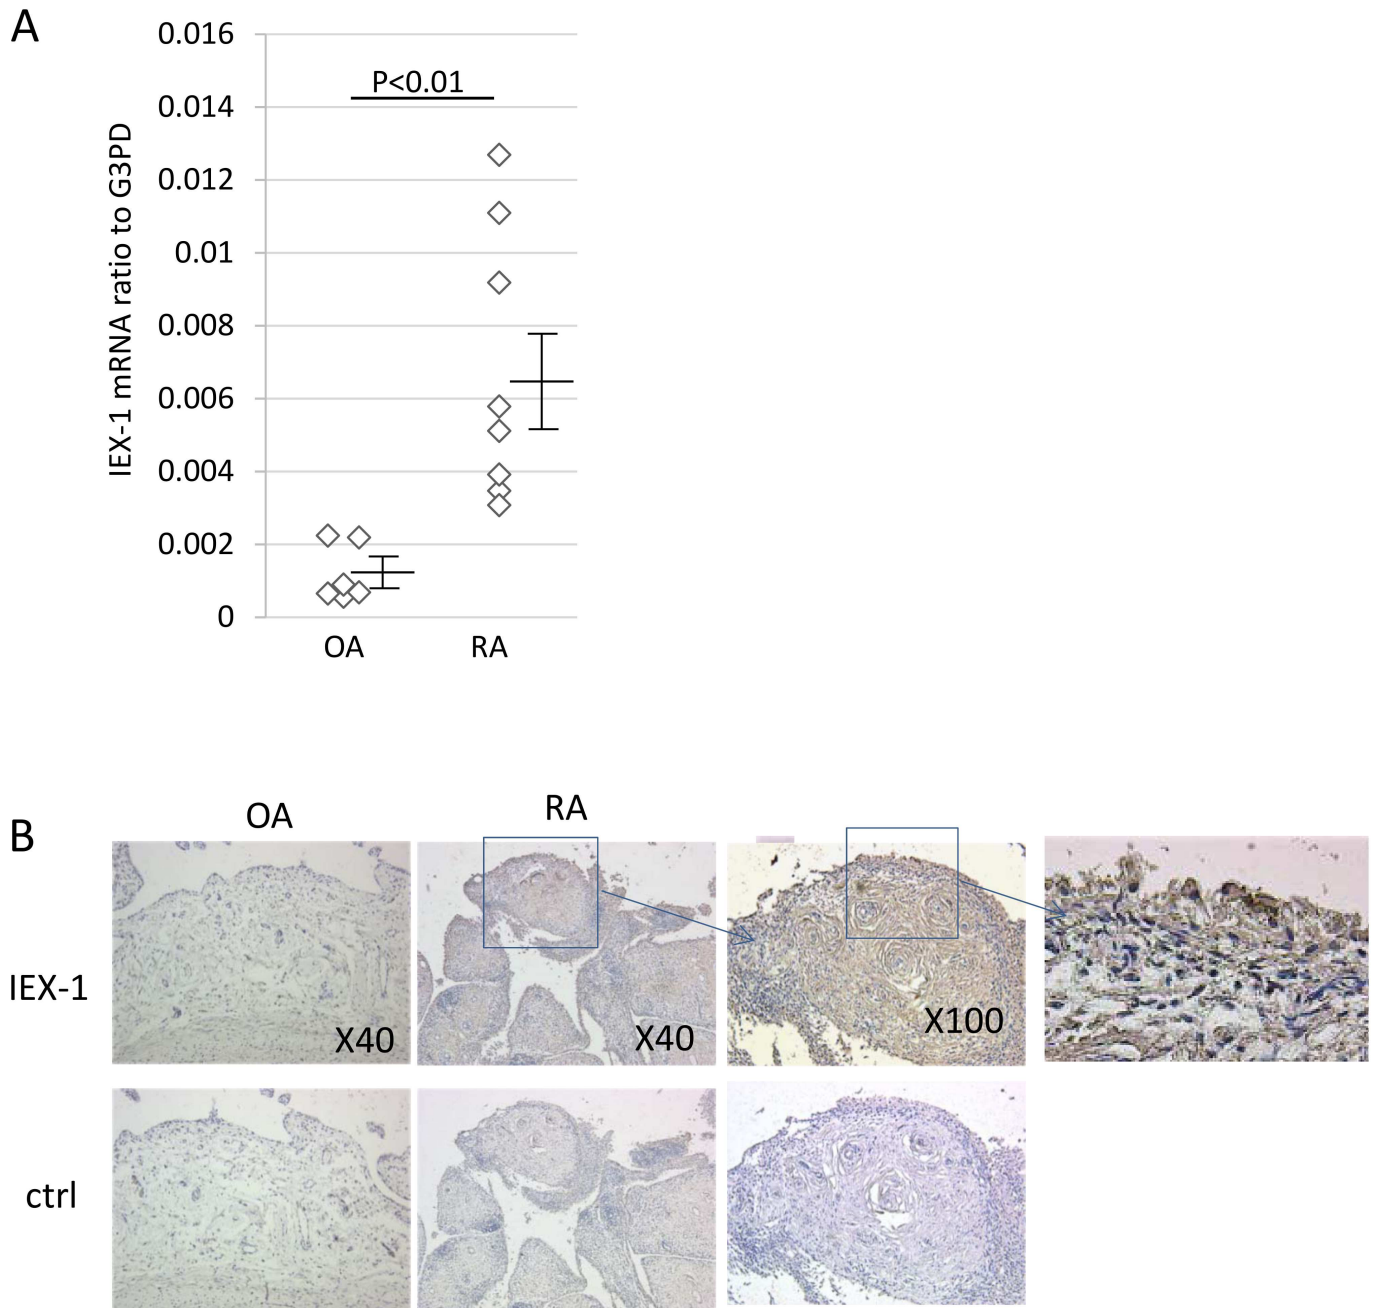 A
0.016
0.014
0.012
0.01
0.008
0.006
0.004
0.002
0
IEX-1 mRNA ratio to G3PD
P<0.01
OA RA
B
OA RA
IEX-1
X40 X40 X100
ctrl